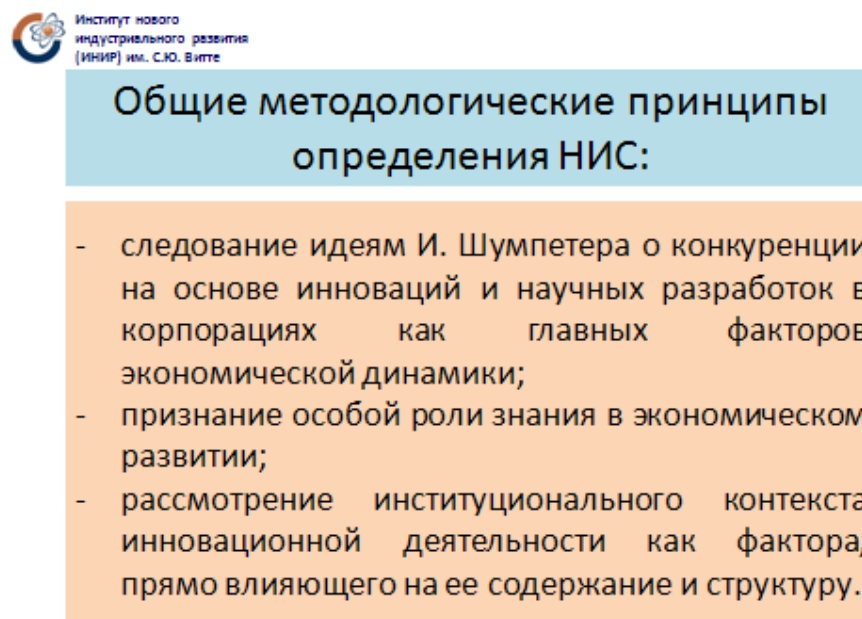 Институт нового
индустриального развития
(ИНИР) им. С.Ю. Витте
Общие методологические принципы
определения НИС:
- следование идеям И. Шумпетера о конкуренции
на основе инноваций и научных разработок в
корпорациях как главных факторов
экономической динамики;
- признание особой роли знания в экономическом
развитии;
- рассмотрение институционального контекста
инновационной деятельности как фактора,
прямо влияющего на ее содержание и структуру.